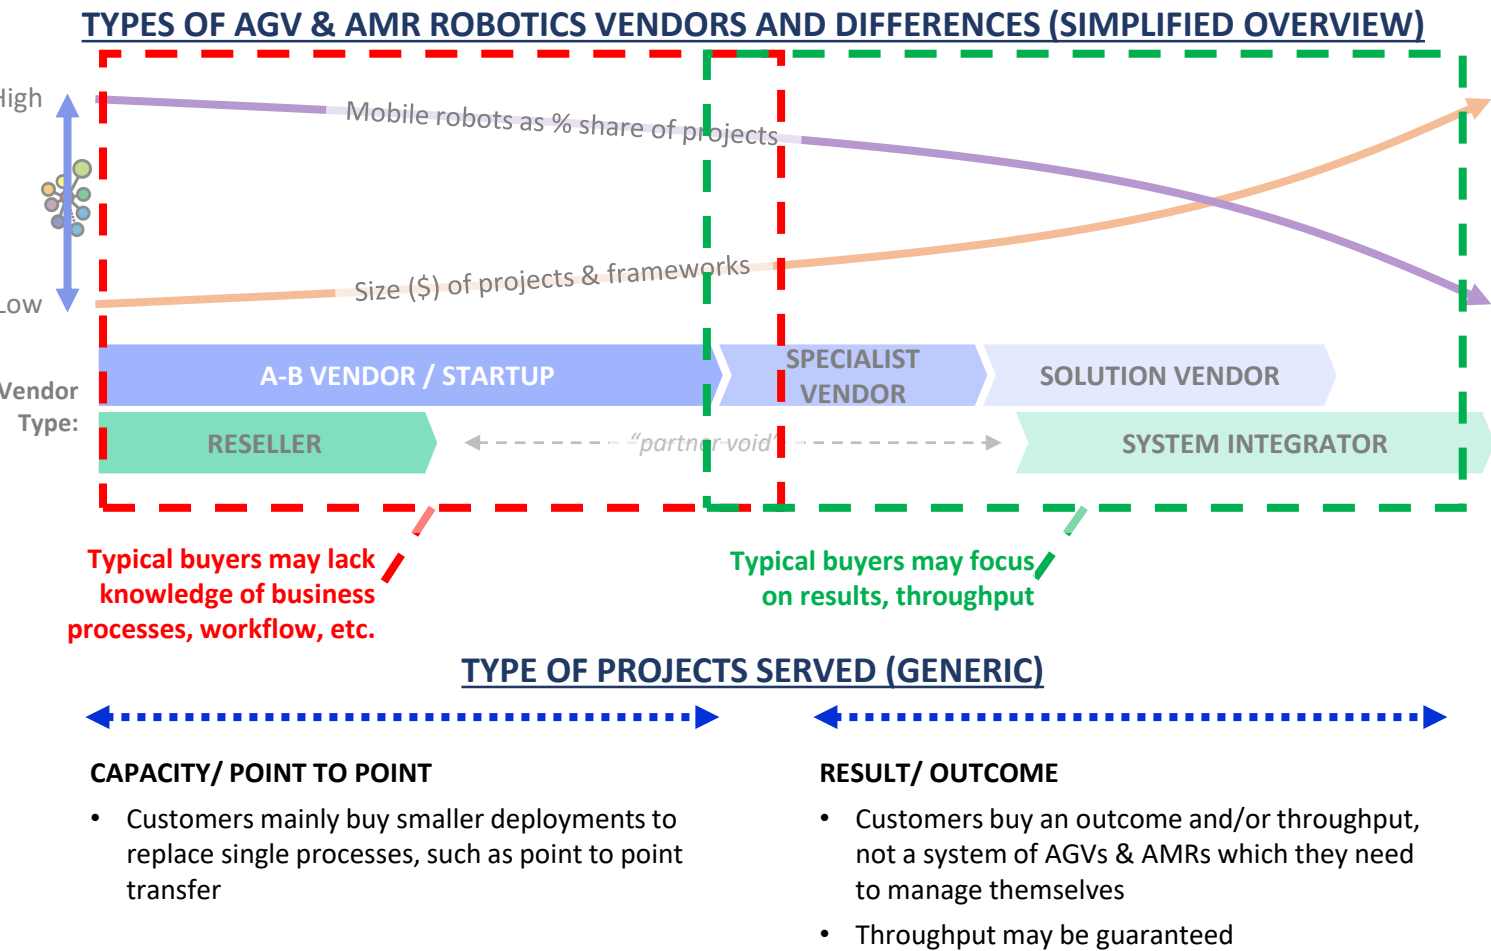 TYPES OF AGV & AMR ROBOTICS VENDORS AND DIFFERENCES (SIMPLIFIED OVERVIEW)
High
Mobile robots as % share of projects
Size ($) of projects & frameworks
Low
Vendor
Type:
A-B VENDOR / STARTUP
SPECIALIST
VENDOR
SOLUTION VENDOR
RESELLER
“partner void”
SYSTEM INTEGRATOR
Typical buyers may lack
knowledge of business
processes, workflow, etc.
Typical buyers may focus
on results, throughput
TYPE OF PROJECTS SERVED (GENERIC)
CAPACITY/ POINT TO POINT
• Customers mainly buy smaller deployments to
replace single processes, such as point to point
transfer
RESULT/ OUTCOME
• Customers buy an outcome and/or throughput,
not a system of AGVs & AMRs which they need
to manage themselves
• Throughput may be guaranteed